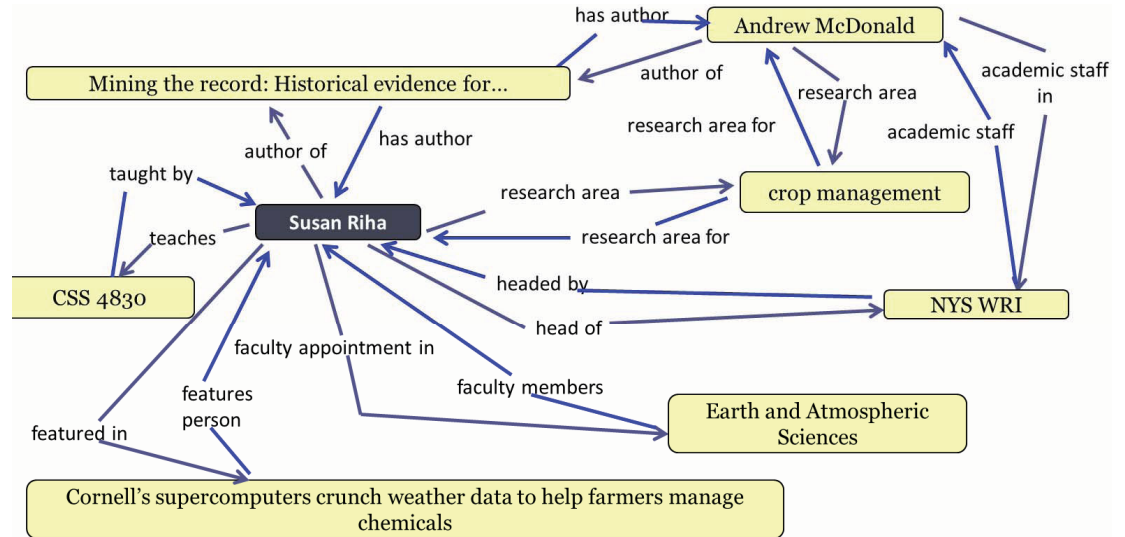 has author
Andrew McDonald
Mining the record: Historical evidence for...
author of
academic staff
in
research area
research area for
academic staff
has author
author of
taught by
research area
crop management
Susan Riha
teaches
research area for
CSS 4830
headed by
NYS WRI
head of
faculty appointment in
faculty members
features
person
Earth and Atmospheric
Sciences
featured in
Cornell’s supercomputers crunch weather data to help farmers manage
chemicals